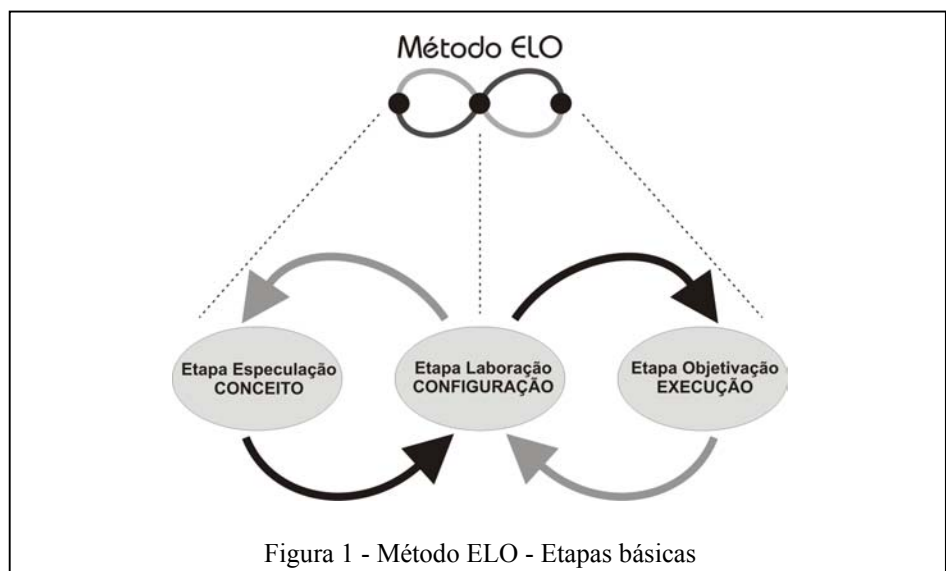 Método ELO
Etapa Especulação
CONCEITO
Etapa Laboração
CONFIGURAÇÃO
Etapa Objetivação
EXECUÇÃO
Figura 1 - Método ELO - Etapas básicas